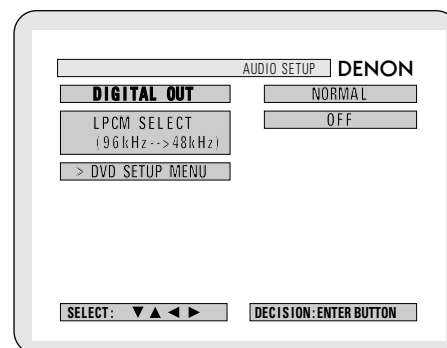 AUDIO SETUP DENON
DIGITAL OUT NORMAL
LPCM SELECT OFF
(96kHz-->48kHz)
> DVD SETUP MENU
SELECT: ▼ ▲ ◄ ► DECISION:ENTER BUTTON